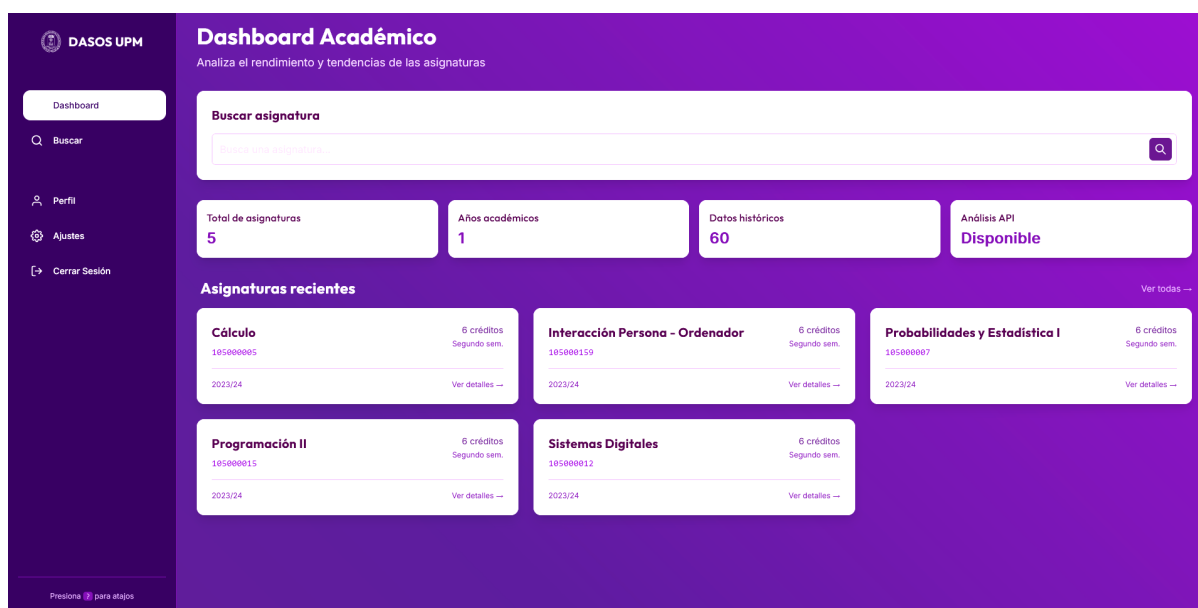 DASOS UPM
Dashboard
Buscar
Perfil
Ajustes
Cerrar Sesión
Presiona ? para atajos
Dashboard Académico
Analiza el rendimiento y tendencias de las asignaturas
Buscar asignatura
Busca una asignatura...
Total de asignaturas
5
Años académicos
1
Datos históricos
60
Análisis API
Disponible
Asignaturas recientes
Ver todas →
Cálculo
6 créditos
105000005
Segundo sem.
2023/24
Ver detalles →
Interacción Persona - Ordenador
6 créditos
105000159
Segundo sem.
2023/24
Ver detalles →
Probabilidades y Estadística I
6 créditos
105000007
Segundo sem.
2023/24
Ver detalles →
Programación II
6 créditos
105000015
Segundo sem.
2023/24
Ver detalles →
Sistemas Digitales
6 créditos
105000012
Segundo sem.
2023/24
Ver detalles →